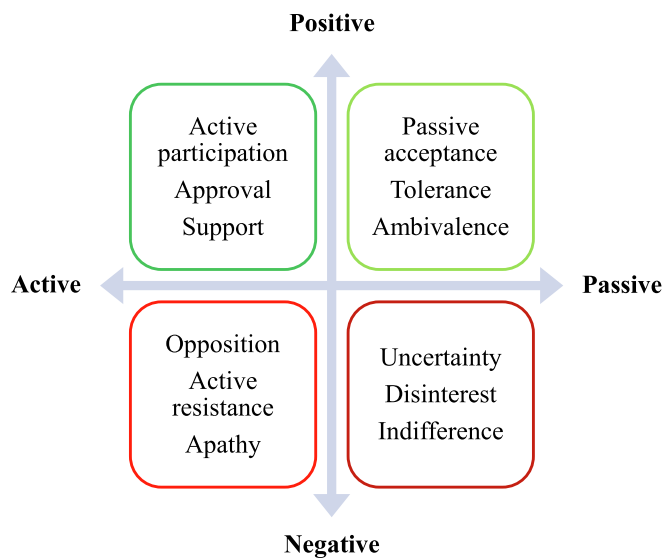 Positive
Active
participation
Approval
Support
Passive
acceptance
Tolerance
Ambivalence
Active
Passive
Opposition
Active
resistance
Apathy
Uncertainty
Disinterest
Indifference
Negative